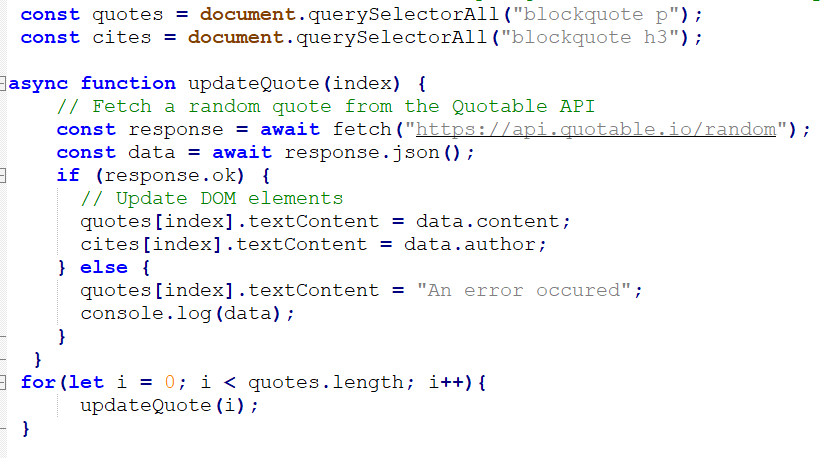 const quotes = document.querySelectorAll("blockquote p");
const cites = document.querySelectorAll("blockquote h3");
async function updateQuote(index) {
// Fetch a random quote from the Quotable API
const response = await fetch("https://api.quotable.io/random");
const data = await response.json();
if (response.ok) {
// Update DOM elements
quotes[index].textContent = data.content;
cites[index].textContent = data.author;
} else {
quotes[index].textContent = "An error occured";
console.log(data);
}
}
for(let i = 0; i < quotes.length; i++){
updateQuote(i);
}